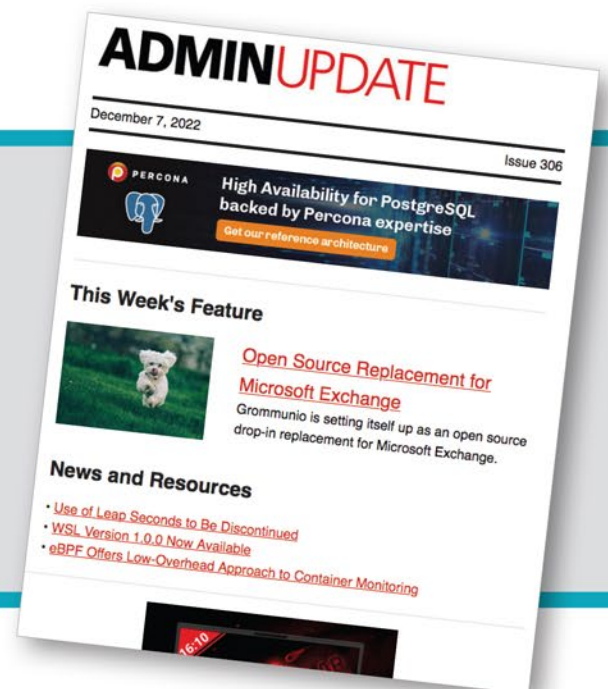 ADMINUPDATE
December 7, 2022
Issue 306
PERCONA
High Availability for PostgreSQL
backed by Percona expertise
Get our reference architecture
This Week's Feature
Open Source Replacement for
Microsoft Exchange
Grommunio is setting itself up as an open source
drop-in replacement for Microsoft Exchange.
News and Resources
• Use of Leap Seconds to Be Discontinued
• WSL Version 1.0.0 Now Available
• eBPF Offers Low-Overhead Approach to Container Monitoring
16:10